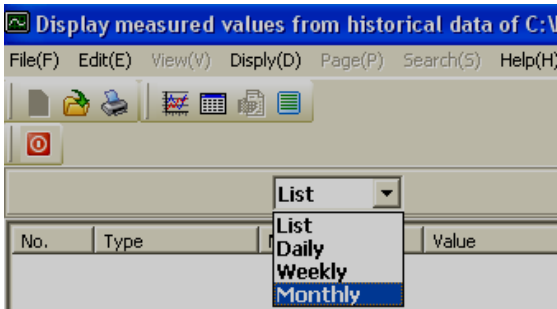 Display measured values from historical data of C:\
File(F) Edit(E) View(V) Disply(D) Page(P) Search(S) Help(H)
List
No. Type Value
List
Daily
Weekly
Monthly